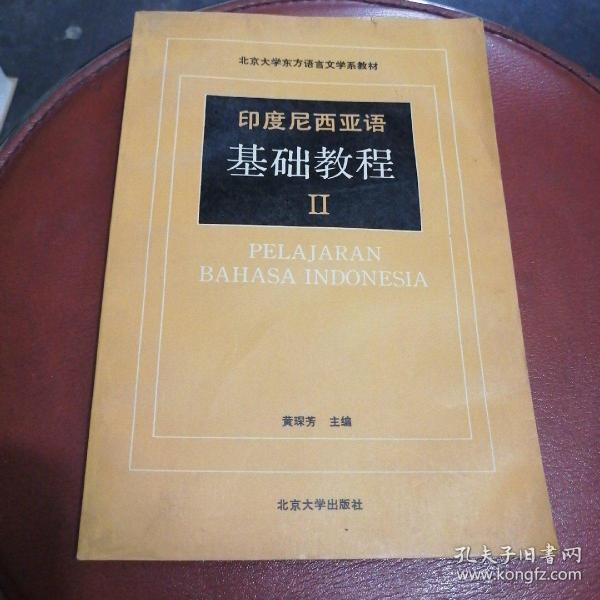 北京大学东方语言文学系教材
印度尼西亚语
基础教程
II
PELAJARAN
BAHASA INDONESIA
黄琛芳 主编
北京大学出版社
孔夫子旧书网
www.kongfz.com